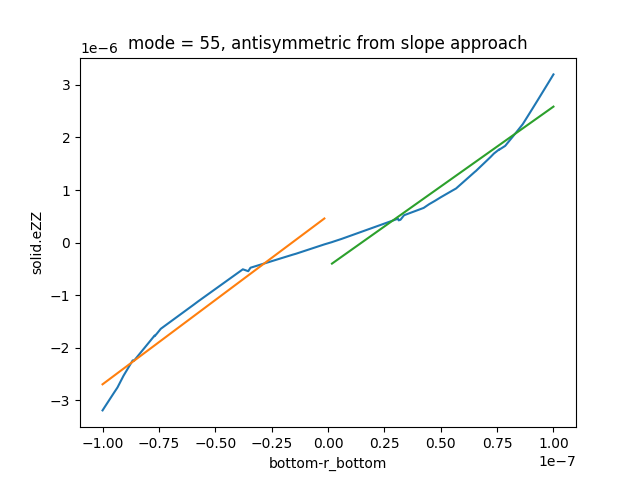 mode = 55, antisymmetric from slope approach
1e−6
3
2
1
0
−1
−2
−3
solid.eZZ
−1.00 −0.75 −0.50 −0.25 0.00 0.25 0.50 0.75 1.00
bottom-r_bottom
1e−7